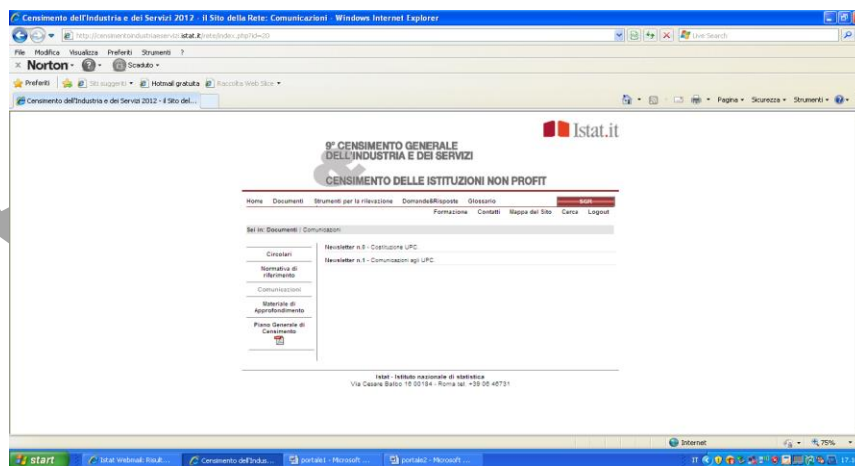 Censimento dell'Industria e dei Servizi 2012 - il Sito della Rete: Comunicazioni - Windows Internet Explorer
Live Search
File Modifica Visualizza Preferiti Strumenti ?
Norton - Scaduto -
Preferiti Siti suggeriti Hotmail gratuita Raccolta Web Slice
Censimento dell'Industria e dei Servizi 2012 - il Sito del... Pagina Sicurezza Strumenti
Istat.it
9° CENSIMENTO GENERALE
DELL'INDUSTRIA E DEI SERVIZI
&
CENSIMENTO DELLE ISTITUZIONI NON PROFIT
Home Documenti Strumenti per la rilevazione Domande&Risposte Glossario SGR
Formazione Contatti Mappa del Sito Cerca Logout
Sei in: Documenti | Comunicazioni
Circolari
Normativa di
riferimento
Comunicazioni
Materiale di
Approfondimento
Piano Generale di
Censimento
Newsletter n.0 - Costituzione UPC.
Newsletter n.1 - Comunicazioni agli UPC.
Istat - Istituto nazionale di statistica
Via Cesare Balbo 16 00184 - Roma tel. +39 06 46731
Internet 75%
start Istat Webmail: Risult... Censimento dell'Indus... portale1 - Microsoft ... portale2 - Microsoft ... IT